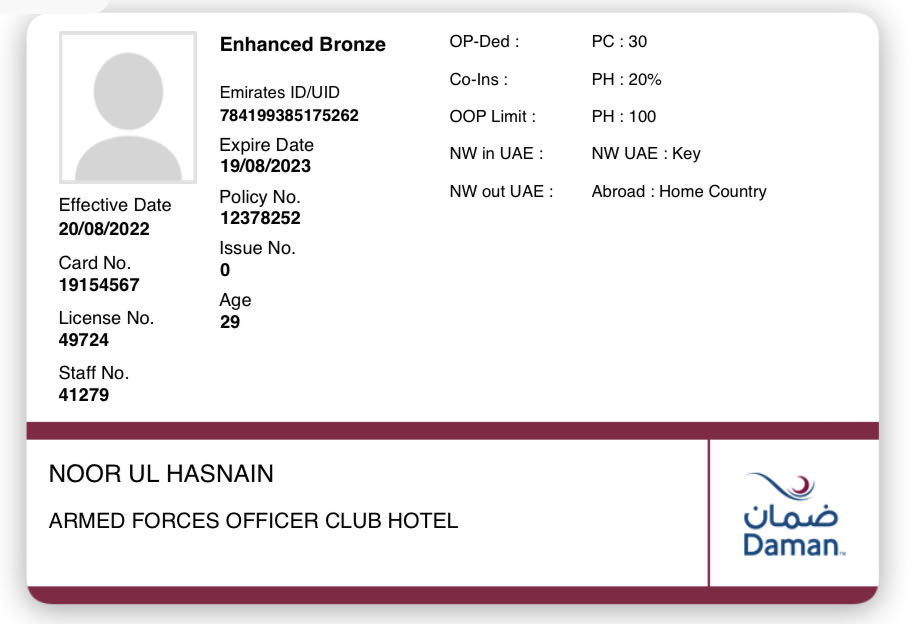 Enhanced Bronze
Emirates ID/UID
784199385175262
Expire Date
19/08/2023
Policy No.
12378252
Issue No.
0
Age
29
Effective Date
20/08/2022
Card No.
19154567
License No.
49724
Staff No.
41279
OP-Ded : PC : 30
Co-Ins : PH : 20%
OOP Limit : PH : 100
NW in UAE : NW UAE : Key
NW out UAE : Abroad : Home Country
NOOR UL HASNAIN
ARMED FORCES OFFICER CLUB HOTEL
ضمان
Daman™